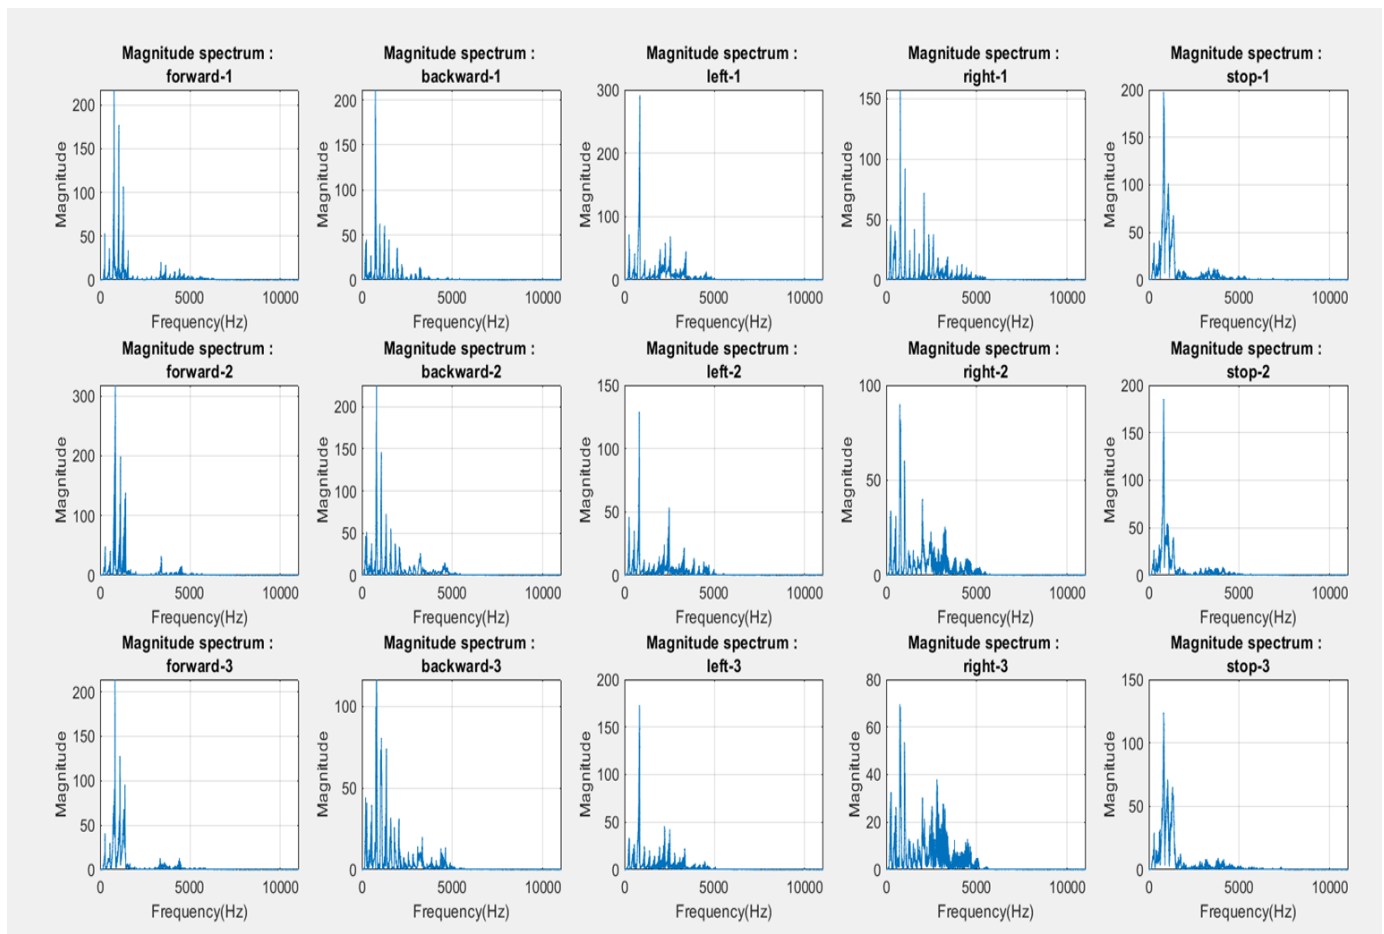 Magnitude spectrum :
forward-1
Magnitude
200
150
100
50
0
0 5000 10000
Frequency(Hz)
Magnitude spectrum :
backward-1
Magnitude
200
150
100
50
0
0 5000 10000
Frequency(Hz)
Magnitude spectrum :
left-1
Magnitude
300
200
100
0
0 5000 10000
Frequency(Hz)
Magnitude spectrum :
right-1
Magnitude
150
100
50
0
0 5000 10000
Frequency(Hz)
Magnitude spectrum :
stop-1
Magnitude
200
150
100
50
0
0 5000 10000
Frequency(Hz)
Magnitude spectrum :
forward-2
Magnitude
300
200
100
0
0 5000 10000
Frequency(Hz)
Magnitude spectrum :
backward-2
Magnitude
200
150
100
50
0
0 5000 10000
Frequency(Hz)
Magnitude spectrum :
left-2
Magnitude
150
100
50
0
0 5000 10000
Frequency(Hz)
Magnitude spectrum :
right-2
Magnitude
100
50
0
0 5000 10000
Frequency(Hz)
Magnitude spectrum :
stop-2
Magnitude
200
150
100
50
0
0 5000 10000
Frequency(Hz)
Magnitude spectrum :
forward-3
Magnitude
200
150
100
50
0
0 5000 10000
Frequency(Hz)
Magnitude spectrum :
backward-3
Magnitude
100
50
0
0 5000 10000
Frequency(Hz)
Magnitude spectrum :
left-3
Magnitude
200
150
100
50
0
0 5000 10000
Frequency(Hz)
Magnitude spectrum :
right-3
Magnitude
80
60
40
20
0
0 5000 10000
Frequency(Hz)
Magnitude spectrum :
stop-3
Magnitude
150
100
50
0
0 5000 10000
Frequency(Hz)